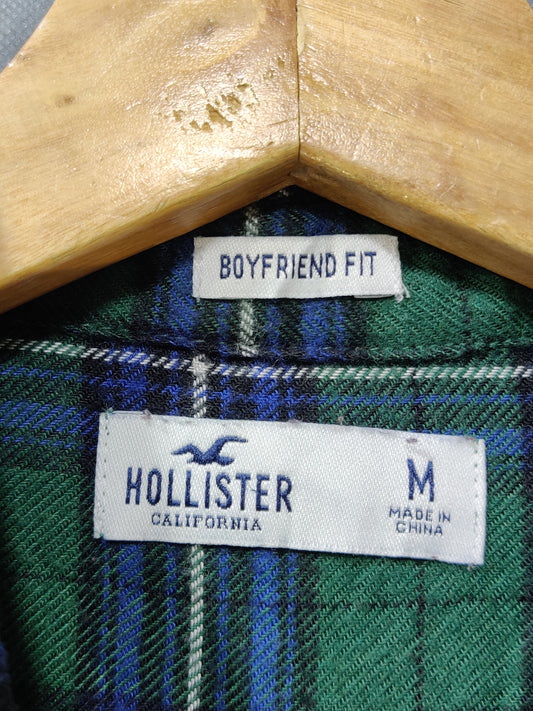 BOYFRIEND FIT
HOLLISTER
CALIFORNIA
M
MADE IN
CHINA